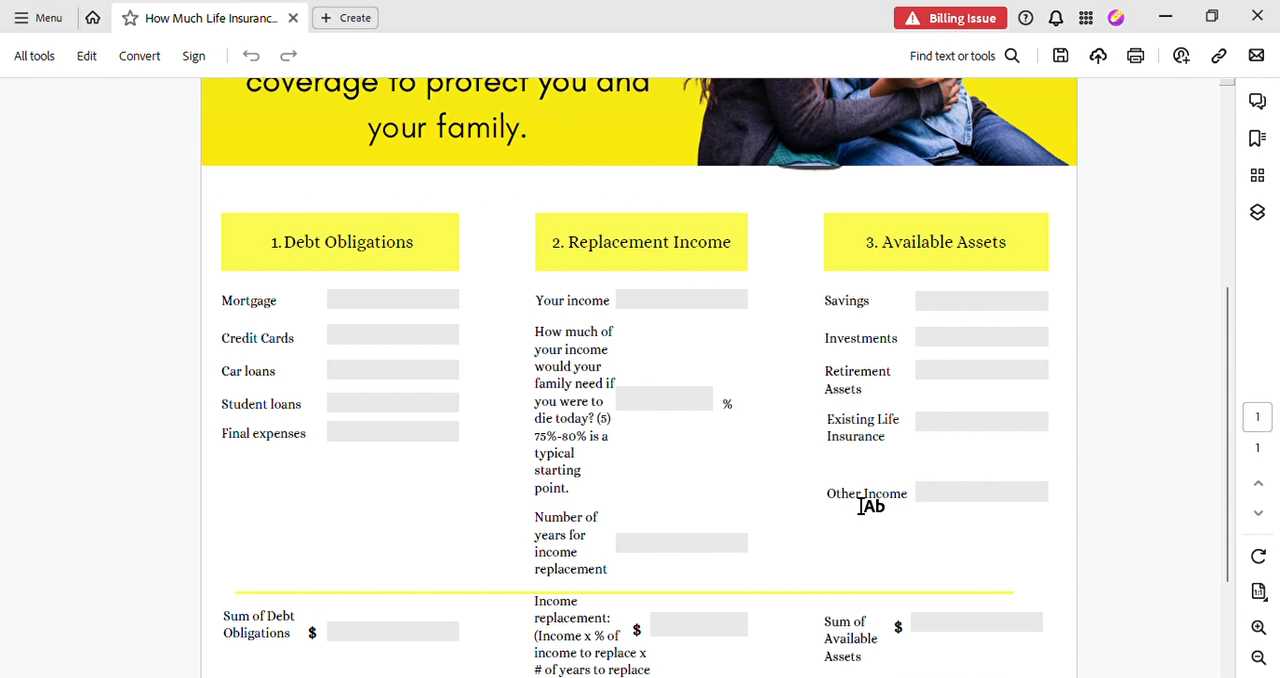 Menu
How Much Life Insuranc...
Create
Billing Issue
All tools
Edit
Convert
Sign
Find text or tools
coverage to protect you and
your family.
1. Debt Obligations
Mortgage
Credit Cards
Car loans
Student loans
Final expenses
Sum of Debt
Obligations $
2. Replacement Income
Your income
How much of
your income
would your
family need if
you were to
die today? (5)
75%-80% is a
typical
starting
point.
%
Number of
years for
income
replacement
Income
replacement:
(Income x % of
income to replace x
# of years to replace
$
3. Available Assets
Savings
Investments
Retirement
Assets
Existing Life
Insurance
Other Income
Ab
Sum of
Available
Assets
$
1
1
1:1